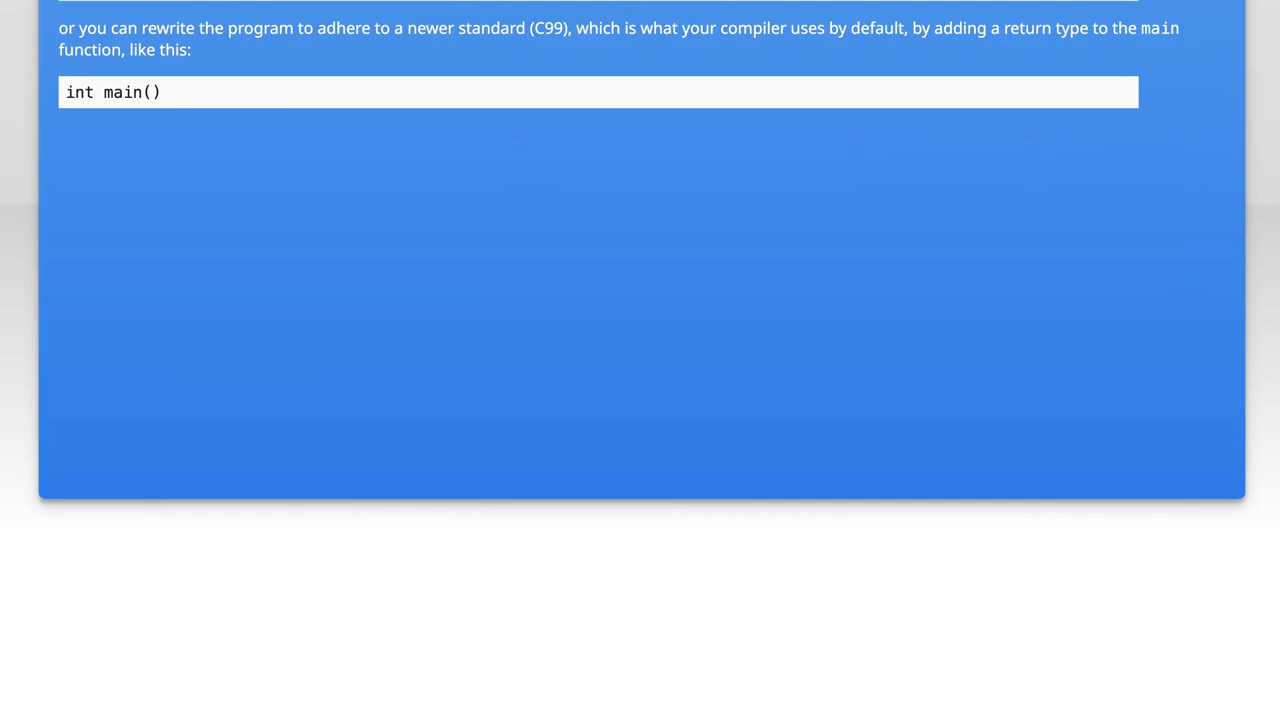 or you can rewrite the program to adhere to a newer standard (C99), which is what your compiler uses by default, by adding a return type to the main
function, like this:
int main()